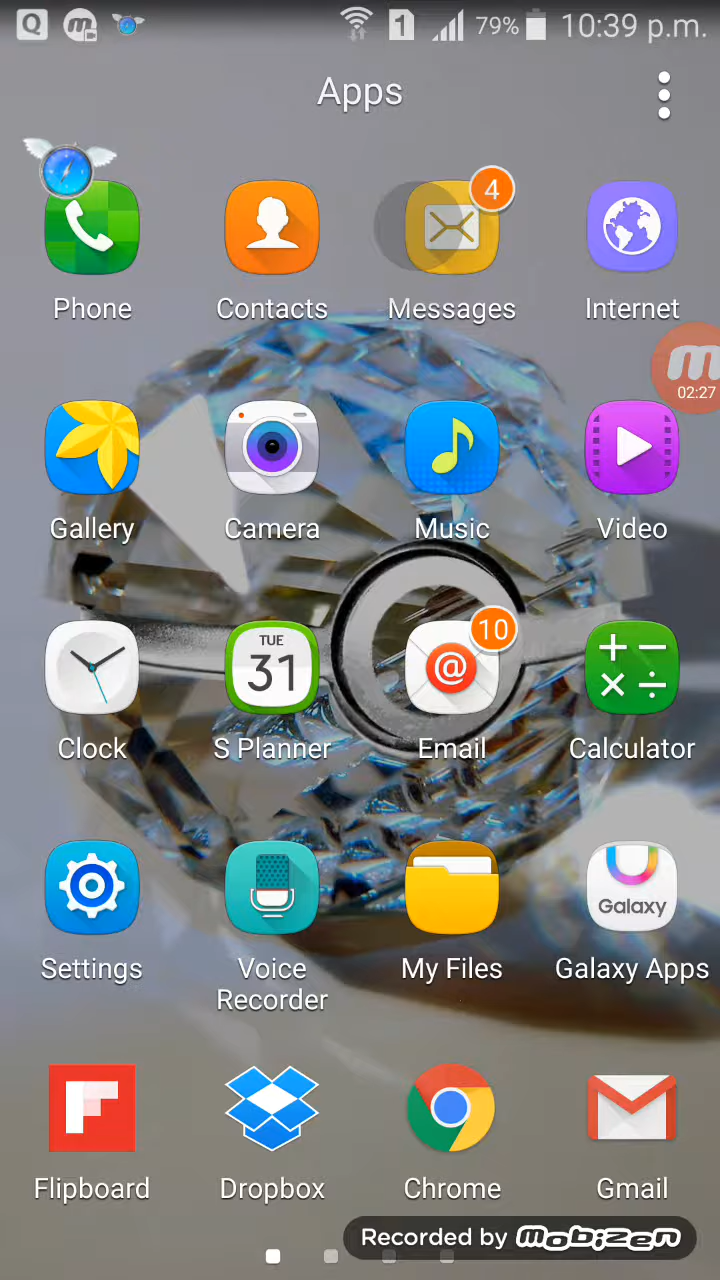 Q m 1 79% 10:39 p.m.
Apps
4
Phone Contacts Messages Internet
02:27
Gallery Camera Music Video
TUE
31
@
10
Clock S Planner Email Calculator
Galaxy
Settings Voice Recorder My Files Galaxy Apps
Flipboard Dropbox Chrome Gmail
Recorded by mobizen